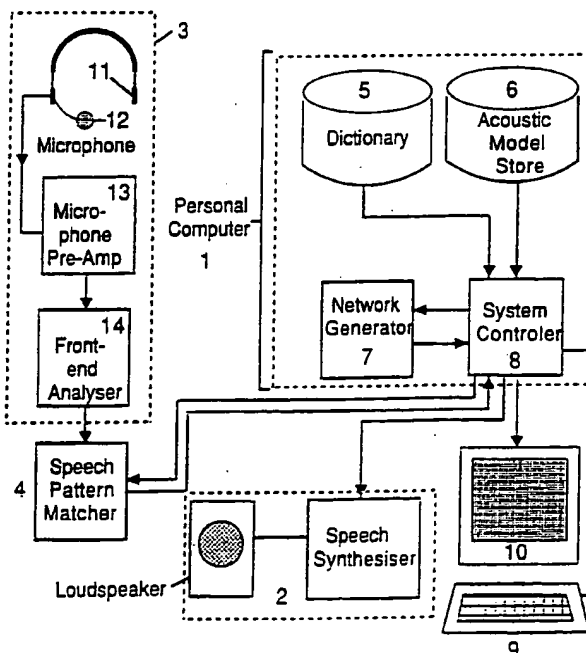 3
11
12
Microphone
13
Micro-
phone
Pre-Amp
14
Front-
end
Analyser
4
Speech
Pattern
Matcher
Personal
Computer
1
5
Dictionary
6
Acoustic
Model
Store
Network
Generator
7
System
Controler
8
Loudspeaker
2
Speech
Synthesiser
10
9